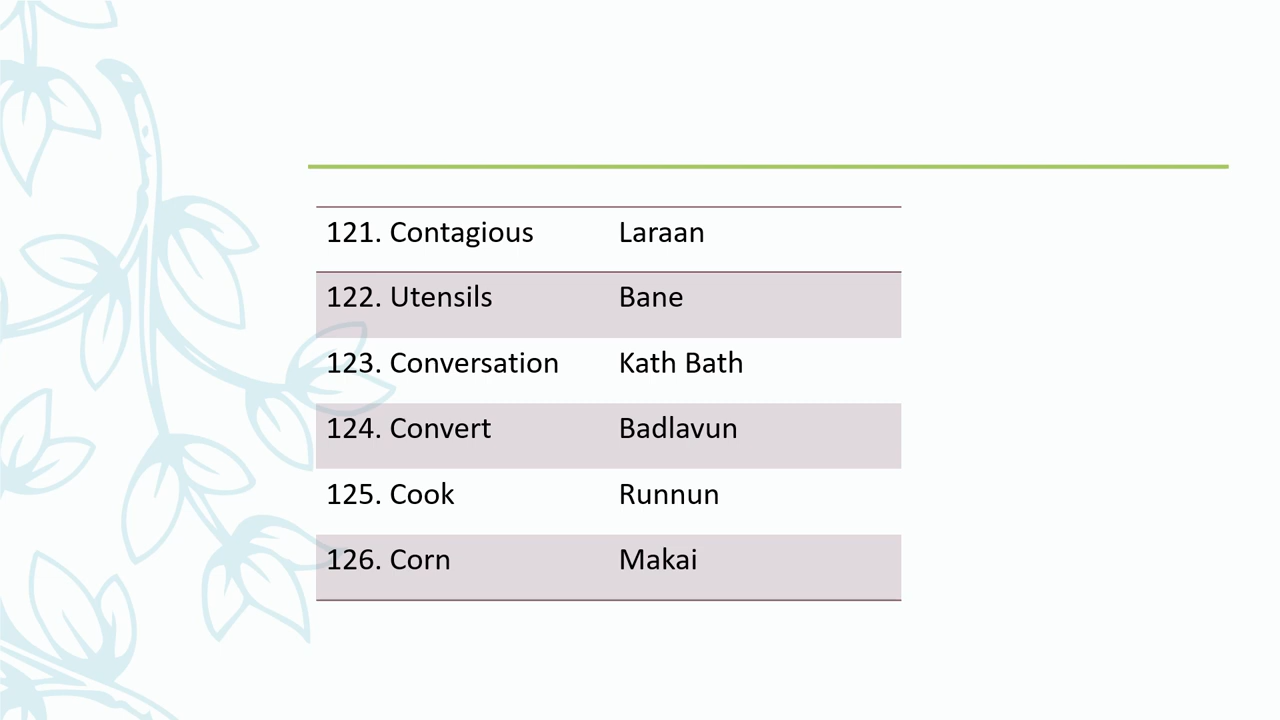 121. Contagious Laraan
122. Utensils Bane
123. Conversation Kath Bath
124. Convert Badlavun
125. Cook Runnun
126. Corn Makai